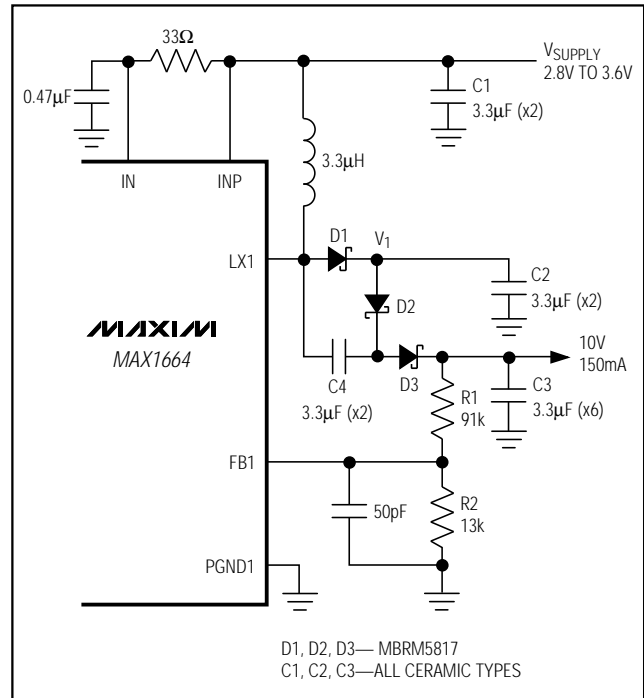 33Ω
VSUPPLY
2.8V TO 3.6V
0.47μF
C1
3.3μF (x2)
3.3μH
IN
INP
LX1
D1
V1
C2
3.3μF (x2)
D2
MAXIM
MAX1664
10V
150mA
C4
3.3μF (x2)
D3
C3
3.3μF (x6)
R1
91k
FB1
50pF
R2
13k
PGND1
D1, D2, D3— MBRM5817
C1, C2, C3—ALL CERAMIC TYPES